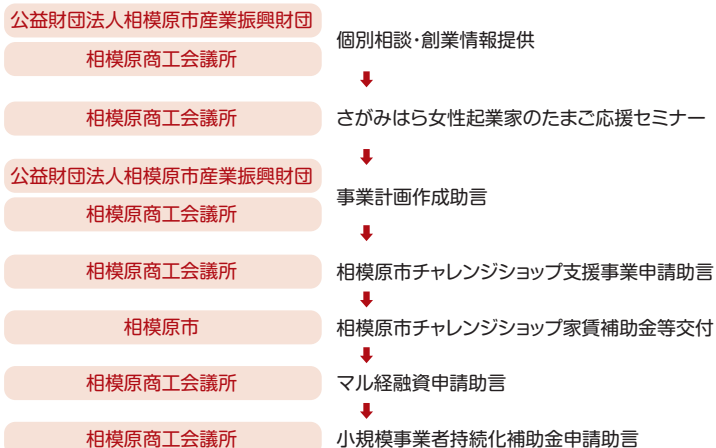 公益財団法人相模原市産業振興財団
相模原商工会議所
個別相談・創業情報提供
相模原商工会議所
さがみはら女性起業家のたまご応援セミナー
公益財団法人相模原市産業振興財団
相模原商工会議所
事業計画作成助言
相模原商工会議所
相模原市チャレンジショップ支援事業申請助言
相模原市
相模原市チャレンジショップ家賃補助金等交付
相模原商工会議所
マル経融資申請助言
相模原商工会議所
小規模事業者持続化補助金申請助言